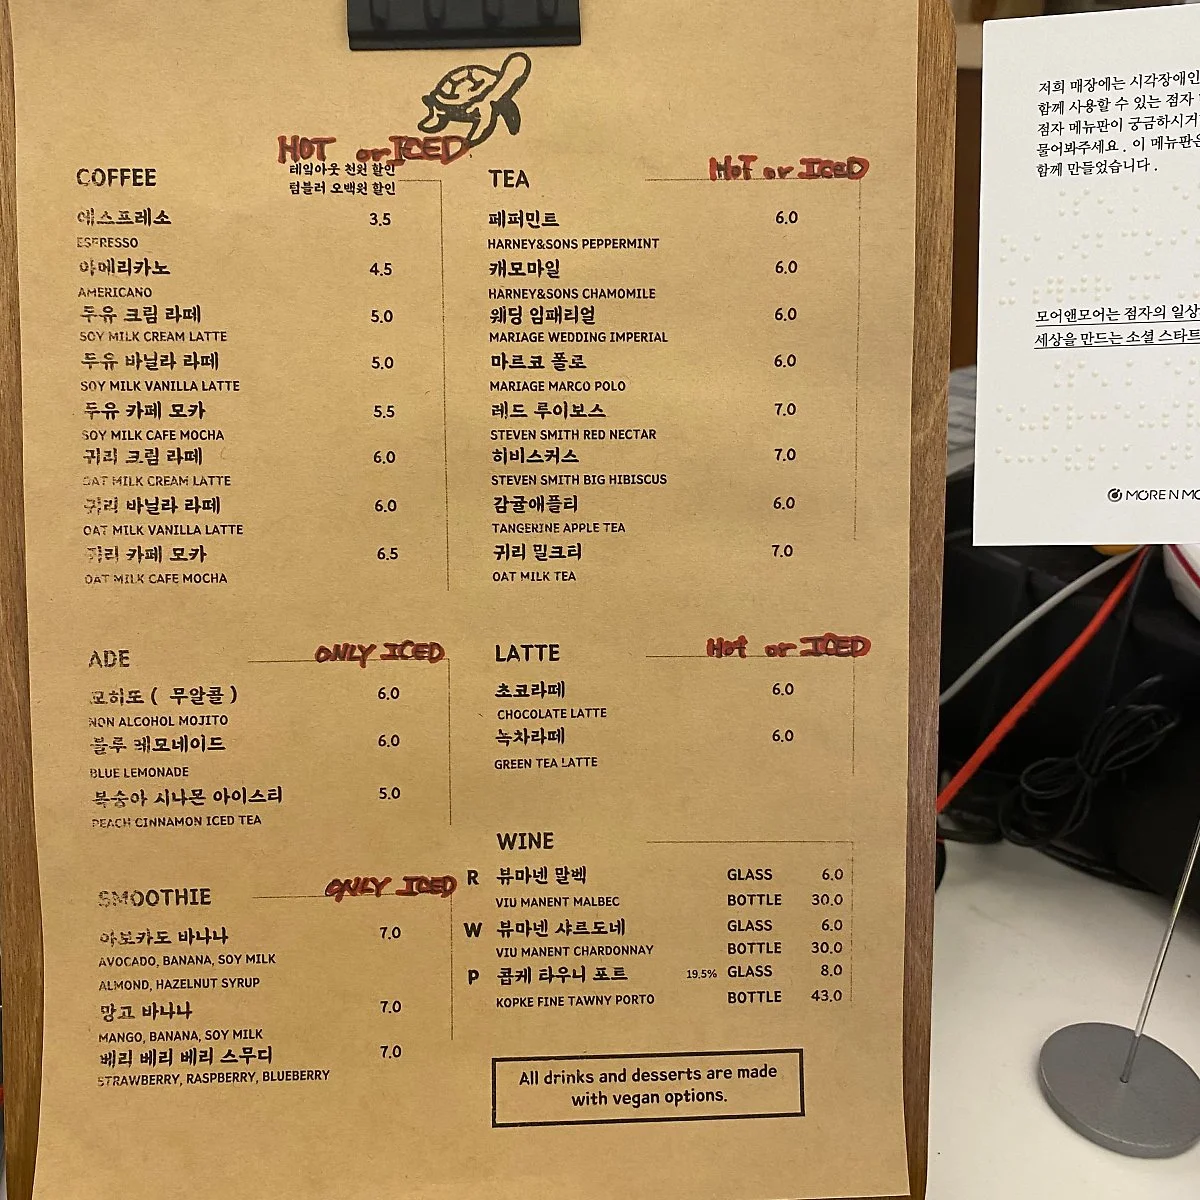 HOT or ICED
COFFEE
테잌아웃 천원 할인
텀블러 오백원 할인
에스프레소 3.5
ESPRESSO
아메리카노 4.5
AMERICANO
두유 크림 라떼 5.0
SOY MILK CREAM LATTE
두유 바닐라 라떼 5.0
SOY MILK VANILLA LATTE
두유 카페 모카 5.5
SOY MILK CAFE MOCHA
귀리 크림 라떼 6.0
OAT MILK CREAM LATTE
귀리 바닐라 라떼 6.0
OAT MILK VANILLA LATTE
귀리 카페 모카 6.5
OAT MILK CAFE MOCHA
ADE ONLY ICED
모히또 ( 무알콜 ) 6.0
NON ALCOHOL MOJITO
블루 레모네이드 6.0
BLUE LEMONADE
복숭아 시나몬 아이스티 5.0
PEACH CINNAMON ICED TEA
SMOOTHIE ONLY ICED
아보카도 바나나 7.0
AVOCADO, BANANA, SOY MILK
ALMOND, HAZELNUT SYRUP
망고 바나나 7.0
MANGO, BANANA, SOY MILK
베리 베리 베리 스무디 7.0
STRAWBERRY, RASPBERRY, BLUEBERRY
TEA HOT or ICED
페퍼민트 6.0
HARNEY&SONS PEPPERMINT
캐모마일 6.0
HARNEY&SONS CHAMOMILE
웨딩 임패리얼 6.0
MARIAGE WEDDING IMPERIAL
마르코 폴로 6.0
MARIAGE MARCO POLO
레드 루이보스 7.0
STEVEN SMITH RED NECTAR
히비스커스 7.0
STEVEN SMITH BIG HIBISCUS
감귤애플티 6.0
TANGERINE APPLE TEA
귀리 밀크티 7.0
OAT MILK TEA
LATTE Hot or ICED
초코라떼 6.0
CHOCOLATE LATTE
녹차라떼 6.0
GREEN TEA LATTE
WINE
R 뷰마넨 말벡 GLASS 6.0
VIU MANENT MALBEC BOTTLE 30.0
W 뷰마넨 샤르도네 GLASS 6.0
VIU MANENT CHARDONNAY BOTTLE 30.0
P 콥케 타우니 포트 19.5% GLASS 8.0
KOPKE FINE TAWNY PORTO BOTTLE 43.0
All drinks and desserts are made
with vegan options.
저희 매장에는 시각장애인
함께 사용할 수 있는 점자
점자 메뉴판이 궁금하시거
물어봐주세요 . 이 메뉴판은
함께 만들었습니다 .
모어앤모어는 점자의 일상
세상을 만드는 소셜 스타트
MORE N MO